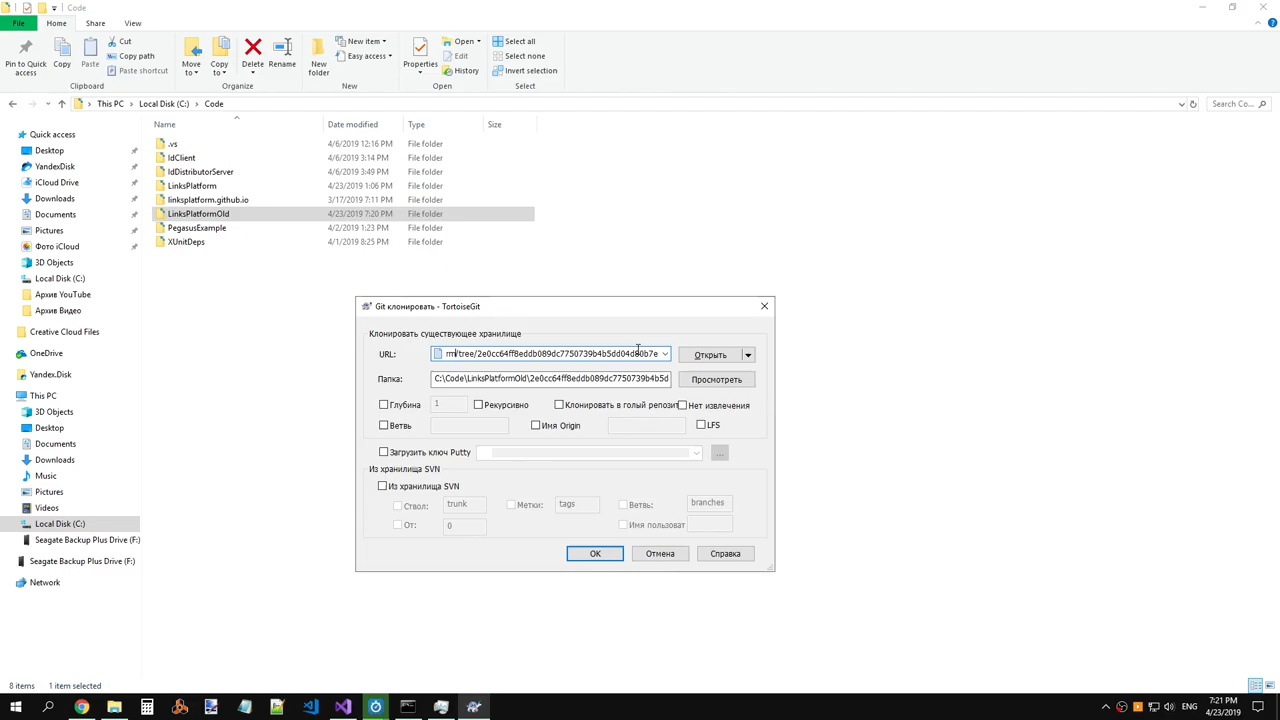 Code
File Home Share View
Pin to Quick access
Copy
Paste
Cut
Copy path
Paste shortcut
Clipboard
Move to
Copy to
Delete
Rename
Organize
New folder
New item
Easy access
New
Properties
Open
Edit
History
Open
Select all
Select none
Invert selection
Select
This PC Local Disk (C:) Code
Search Co...
Name Date modified Type Size
.vs 4/6/2019 12:16 PM File folder
IdClient 4/6/2019 3:14 PM File folder
IdDistributorServer 4/6/2019 3:49 PM File folder
LinksPlatform 4/23/2019 1:06 PM File folder
linksplatform.github.io 3/17/2019 7:11 PM File folder
LinksPlatformOld 4/23/2019 7:20 PM File folder
PegasusExample 4/2/2019 1:23 PM File folder
XUnitDeps 4/1/2019 8:25 PM File folder
Quick access
Desktop
YandexDisk
iCloud Drive
Downloads
Documents
Pictures
Фото iCloud
3D Objects
Local Disk (C:)
Архив YouTube
Архив Видео
Creative Cloud Files
OneDrive
Yandex.Disk
This PC
3D Objects
Desktop
Documents
Downloads
Music
Pictures
Videos
Local Disk (C:)
Seagate Backup Plus Drive (F:)
Seagate Backup Plus Drive (F:)
Network
Git клонировать - TortoiseGit
Клонировать существующее хранилище
URL: rm/tree/2e0cc64ff8eddb089dc7750739b4b5dd04d80b7e Открыть
Папка: C:\Code\LinksPlatformOld\2e0cc64ff8eddb089dc7750739b4b5d Просмотреть
Глубина 1 Рекурсивно Клонировать в голый репозит Нет извлечения
Ветвь Имя Origin LFS
Загрузить ключ Putty ...
Из хранилища SVN
Из хранилища SVN
Ствол: trunk Метки: tags Ветвь: branches
От: 0 Имя пользоват
OK Отмена Справка
8 items 1 item selected
7:21 PM
ENG
4/23/2019